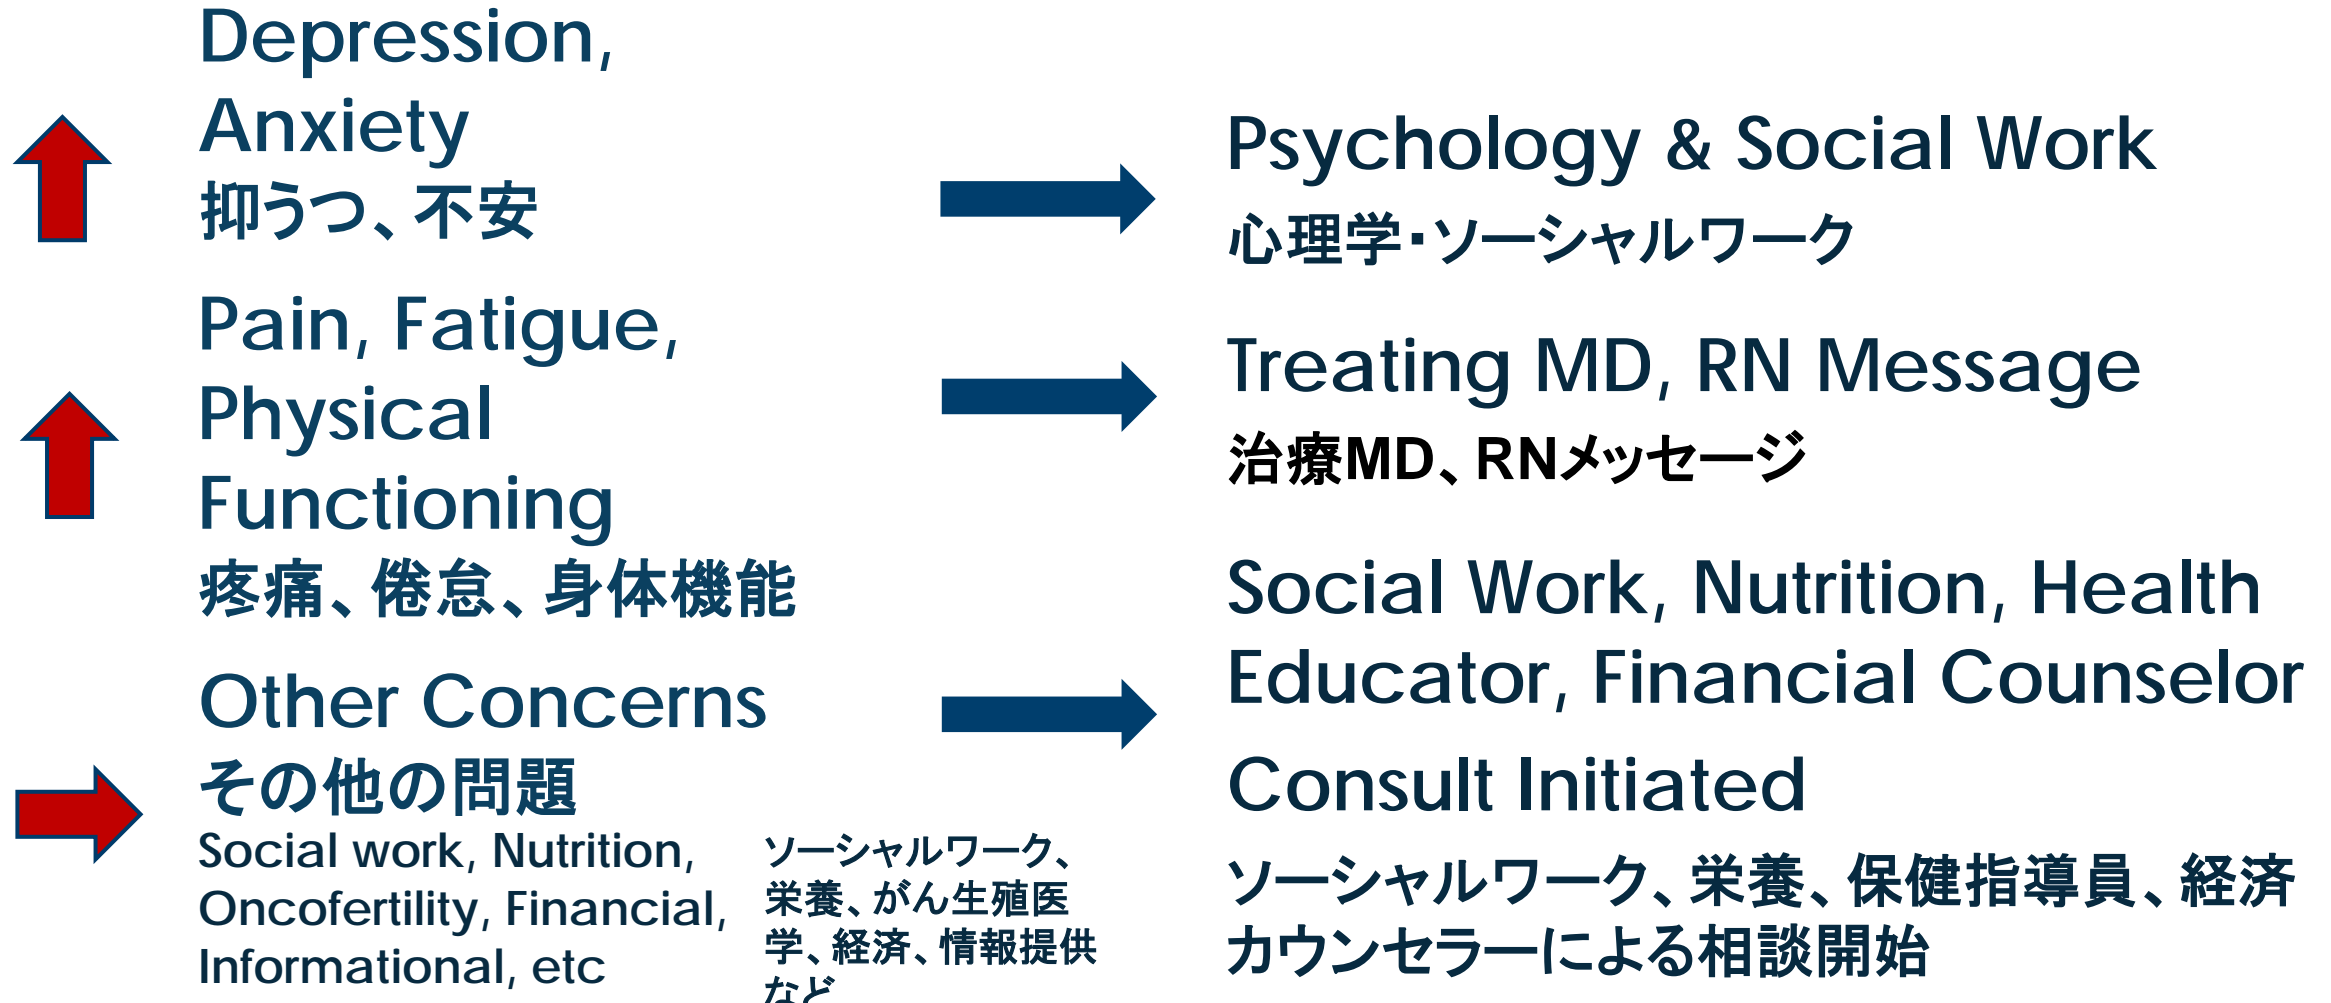 Depression,
Anxiety
抑うつ、不安
Psychology & Social Work
心理学・ソーシャルワーク
Pain, Fatigue,
Physical
Functioning
疼痛、倦怠、身体機能
Treating MD, RN Message
治療MD、RNメッセージ
Other Concerns
その他の問題
Social work, Nutrition,
Oncofertility, Financial,
Informational, etc
ソーシャルワーク、
栄養、がん生殖医
学、経済、情報提供
など
Social Work, Nutrition, Health
Educator, Financial Counselor
Consult Initiated
ソーシャルワーク、栄養、保健指導員、経済
カウンセラーによる相談開始